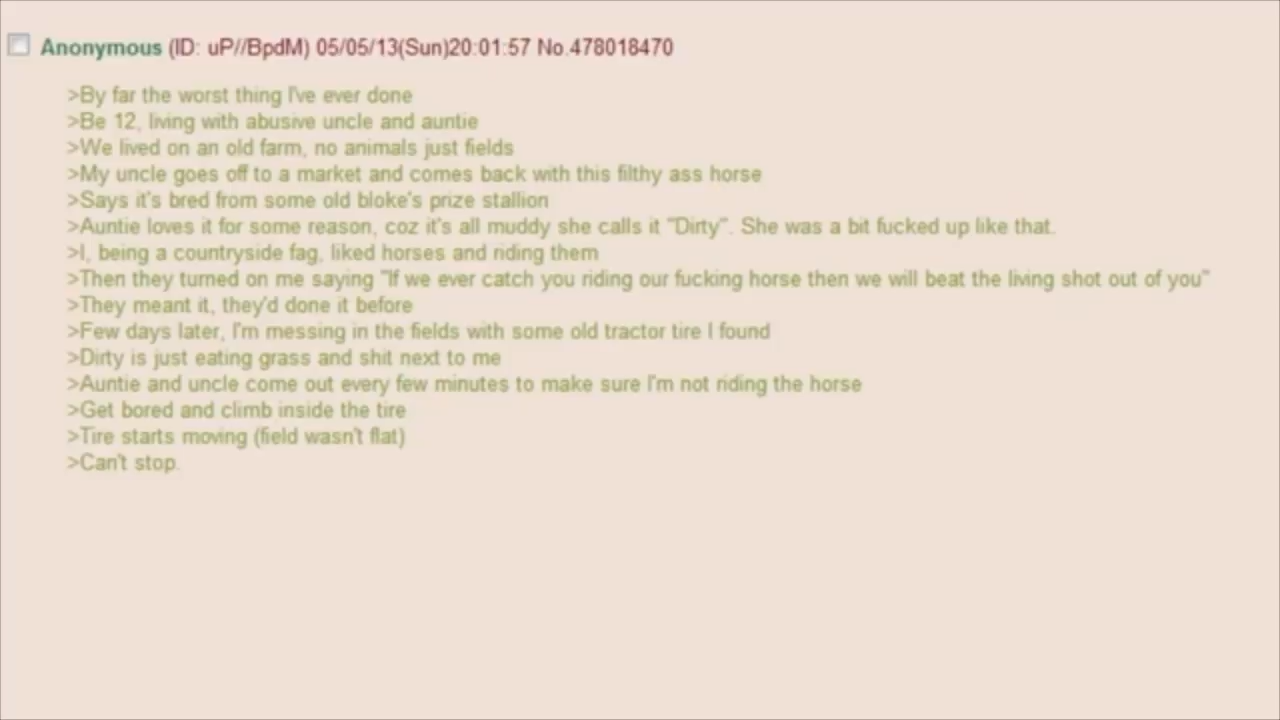 Anonymous (ID: uP//BpdM) 05/05/13(Sun)20:01:57 No.478018470
>By far the worst thing I've ever done
>Be 12, living with abusive uncle and auntie
>We lived on an old farm, no animals just fields
>My uncle goes off to a market and comes back with this filthy ass horse
>Says it's bred from some old bloke's prize stallion
>Auntie loves it for some reason, coz it's all muddy she calls it "Dirty". She was a bit fucked up like that.
>I, being a countryside fag, liked horses and riding them
>Then they turned on me saying "If we ever catch you riding our fucking horse then we will beat the living shot out of you"
>They meant it, they'd done it before
>Few days later, I'm messing in the fields with some old tractor tire I found
>Dirty is just eating grass and shit next to me
>Auntie and uncle come out every few minutes to make sure I'm not riding the horse
>Get bored and climb inside the tire
>Tire starts moving (field wasn't flat)
>Can't stop.